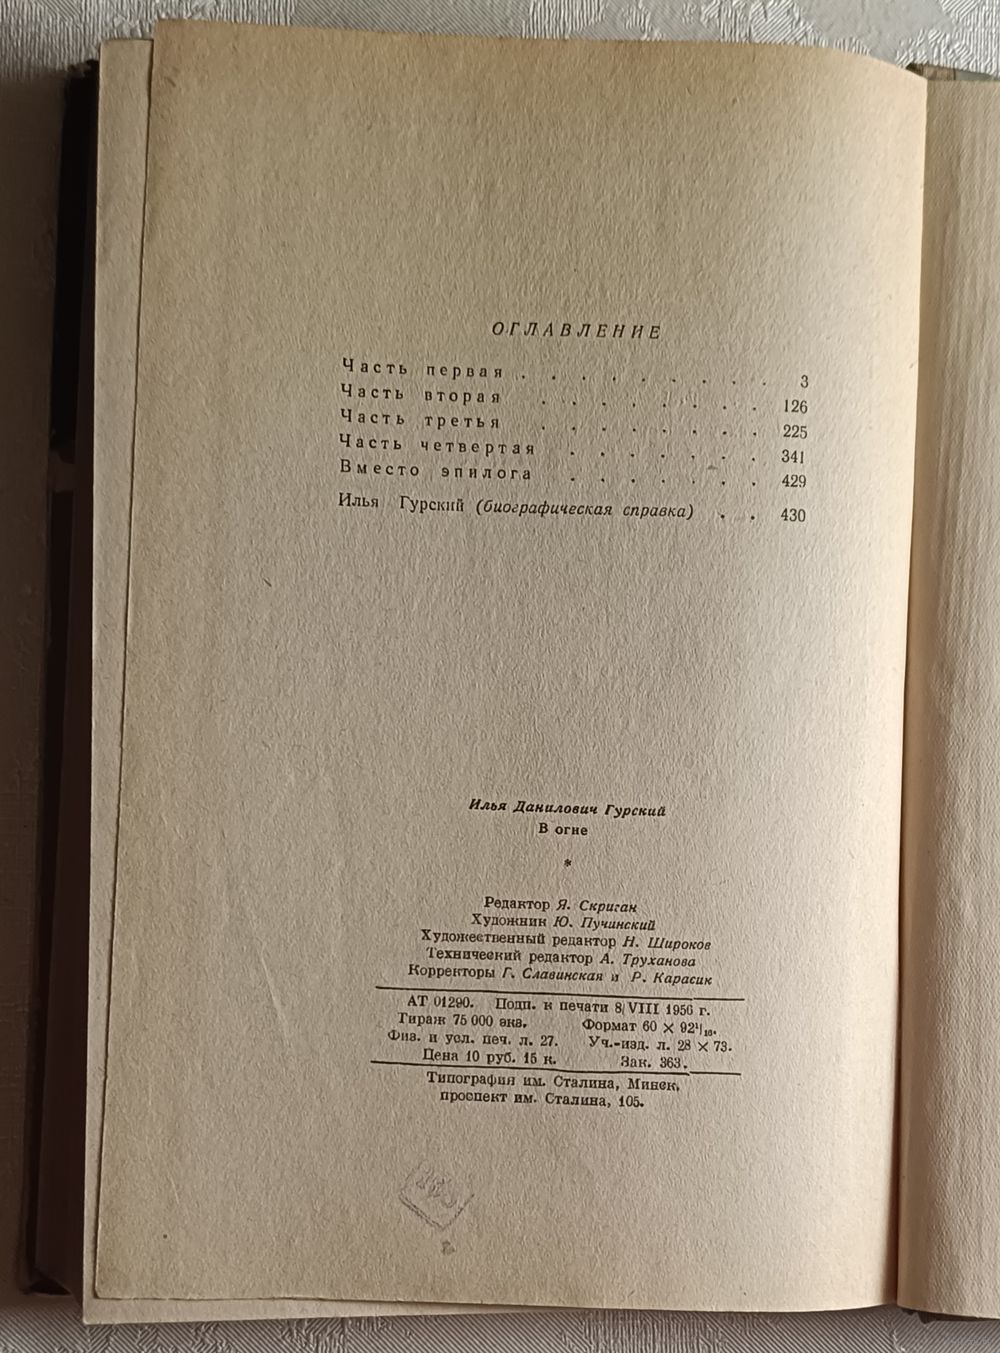 ОГЛАВЛЕНИЕ
Часть первая . . . . . . . . . 3
Часть вторая . . . . . . . . 126
Часть третья . . . . . . . . 225
Часть четвертая . . . . . . . 341
Вместо эпилога . . . . . . . 429
Илья Гурский (биографическая справка) . . 430
Илья Данилович Гурский
В огне
*
Редактор Я. Скриган
Художник Ю. Пучинский
Художественный редактор Н. Широков
Технический редактор А. Труханова
Корректоры Г. Славинская и Р. Карасик
АТ 01290. Подп. к печати 8/VIII 1956 г.
Тираж 75 000 экз. Формат 60 × 92¹/₁₆.
Физ. и усл. печ. л. 27. Уч.-изд. л. 28 × 73.
Цена 10 руб. 15 к. Зак. 363.
Типография им. Сталина, Минск,
проспект им. Сталина, 105.